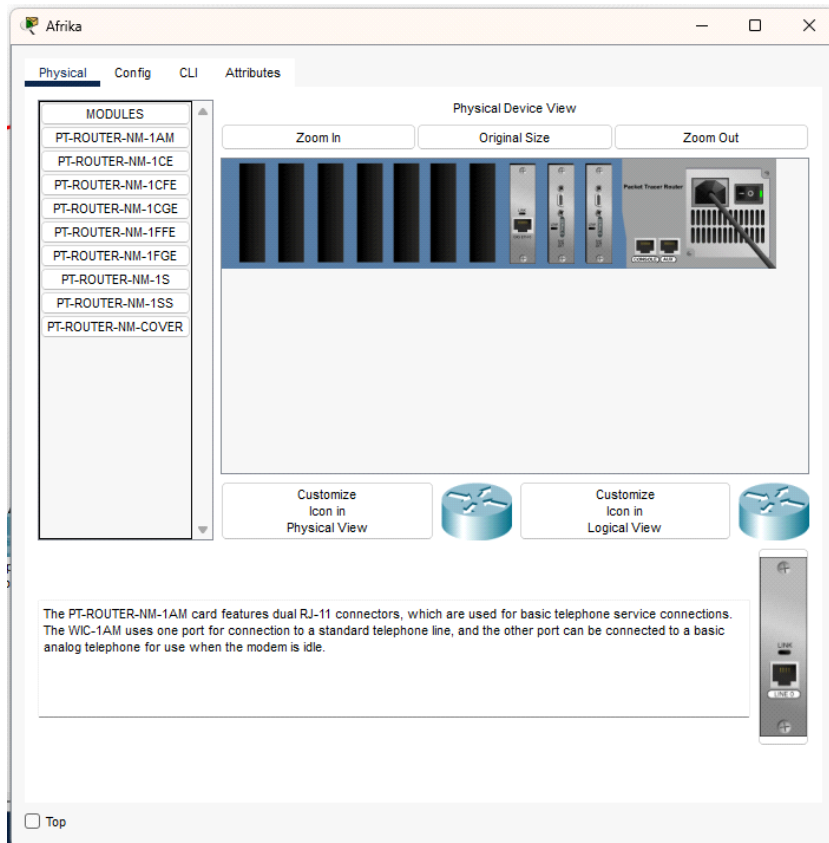 Afrika
Physical Config CLI Attributes
MODULES
PT-ROUTER-NM-1AM
PT-ROUTER-NM-1CE
PT-ROUTER-NM-1CFE
PT-ROUTER-NM-1CGE
PT-ROUTER-NM-1FFE
PT-ROUTER-NM-1FGE
PT-ROUTER-NM-1S
PT-ROUTER-NM-1SS
PT-ROUTER-NM-COVER
Physical Device View
Zoom In Original Size Zoom Out
Packet Tracer Router
LINK
CONSOLE AUX
Customize
Icon in
Physical View
Customize
Icon in
Logical View
The PT-ROUTER-NM-1AM card features dual RJ-11 connectors, which are used for basic telephone service connections.
The WIC-1AM uses one port for connection to a standard telephone line, and the other port can be connected to a basic
analog telephone for use when the modem is idle.
LINK
LINE 0
Top